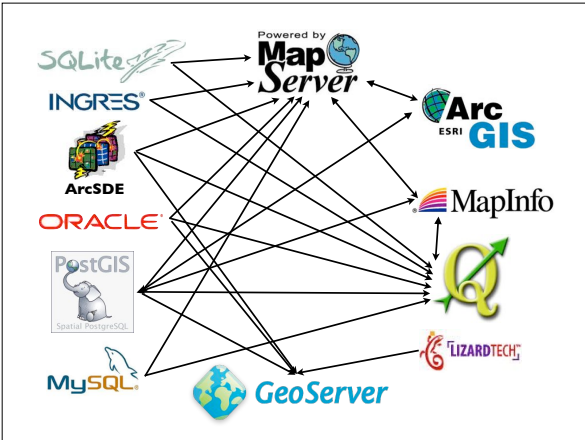 SQLite
INGRES®
ArcSDE
ORACLE®
PostGIS
Spatial PostgreSQL
MySQL®
Powered by
Map
Server
Arc
ESRI GIS
® MapInfo
Q
LIZARDTECH
GeoServer